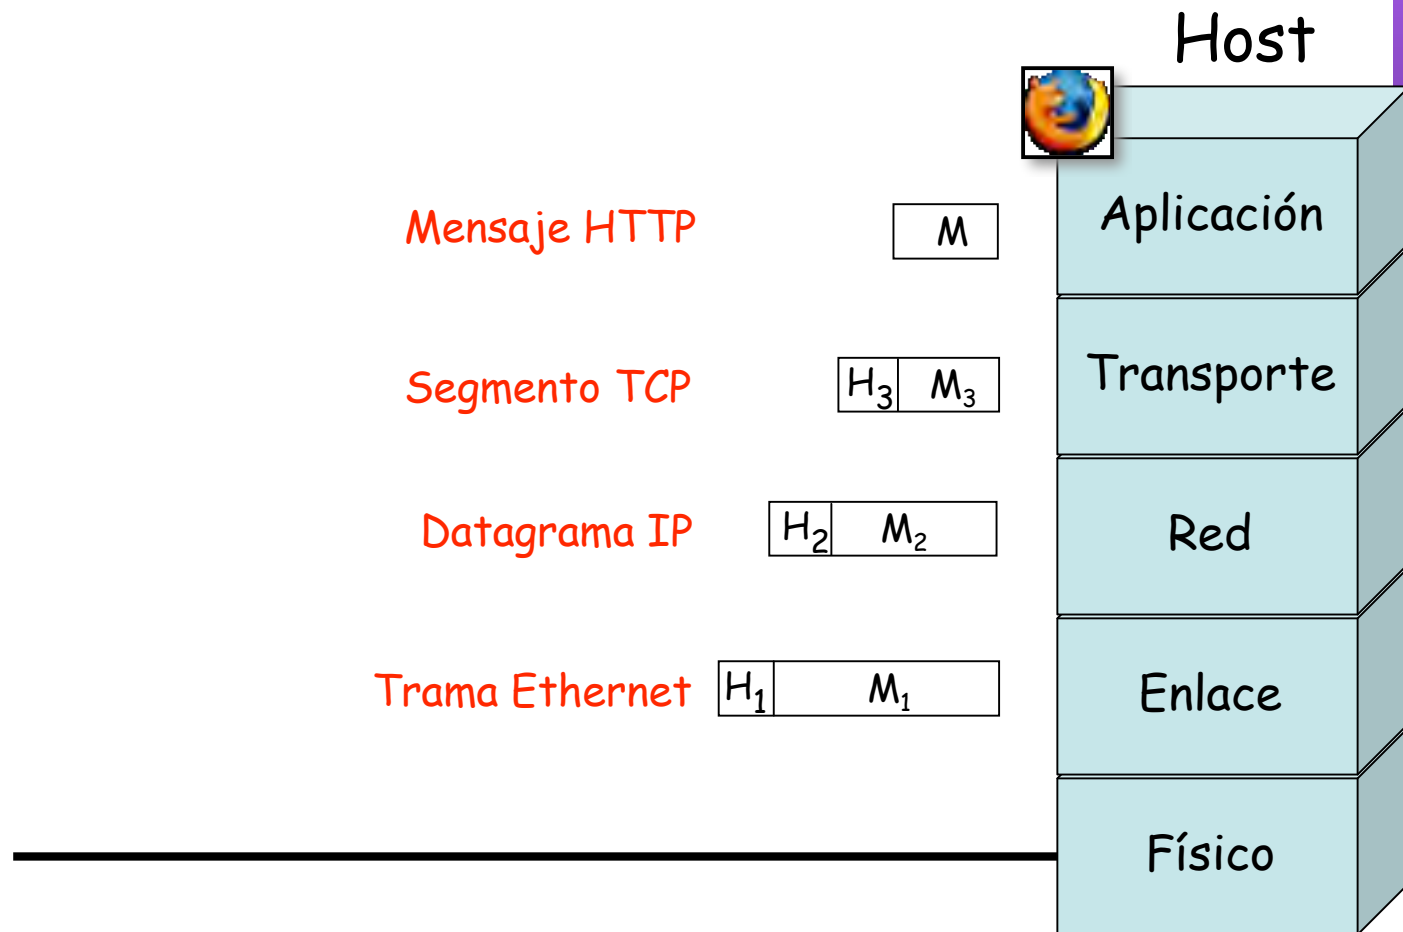 Host
Mensaje HTTP M Aplicación
Segmento TCP H3 M3 Transporte
Datagrama IP H2 M2 Red
Trama Ethernet H1 M1 Enlace
Físico